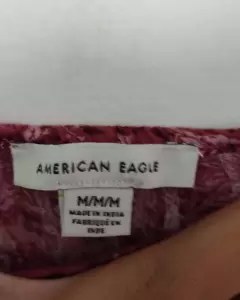 AMERICAN EAGLE
M/M/M
MADE IN INDIA
FABRIQUÉ EN
INDE